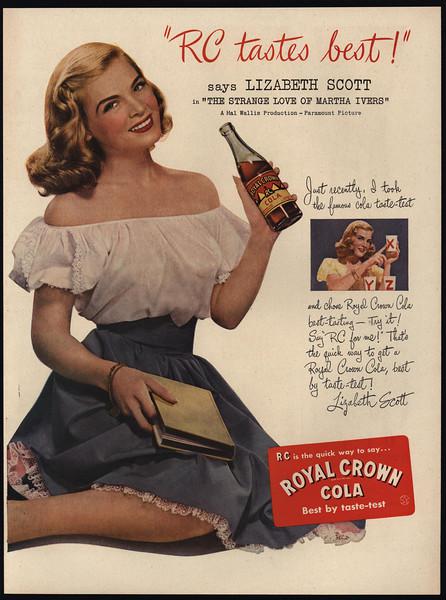 "RC tastes best!"
says LIZABETH SCOTT
in "THE STRANGE LOVE OF MARTHA IVERS"
A Hal Wallis Production - Paramount Picture
ROYAL CROWN
RC
COLA
Just recently, I took
the famous cola taste-test
X
Y Z
and chose Royal Crown Cola
best-tasting — Try it!
Say "RC for me!" That's
the quick way to get a
Royal Crown Cola, best
by taste-test!
Lizabeth Scott
RC is the quick way to say...
ROYAL CROWN
COLA
Best by taste-test